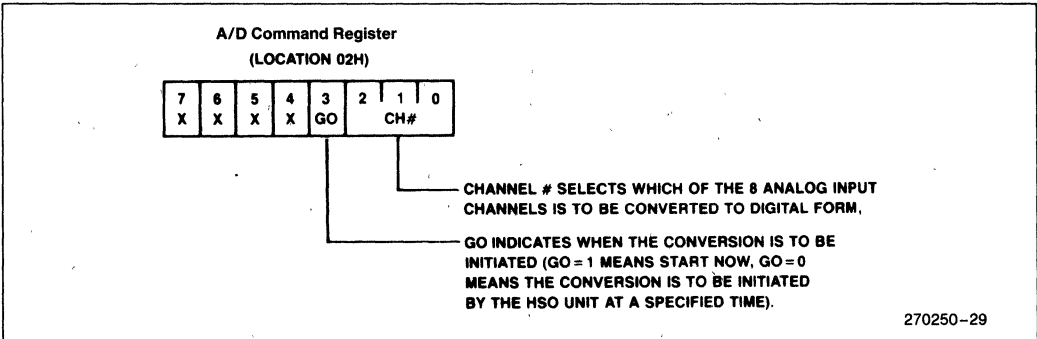 A/D Command Register
(LOCATION 02H)
7 6 5 4 3 2 1 0
X X X X GO CH#
CHANNEL # SELECTS WHICH OF THE 8 ANALOG INPUT
CHANNELS IS TO BE CONVERTED TO DIGITAL FORM,
GO INDICATES WHEN THE CONVERSION IS TO BE
INITIATED (GO = 1 MEANS START NOW, GO = 0
MEANS THE CONVERSION IS TO BE INITIATED
BY THE HSO UNIT AT A SPECIFIED TIME).
270250-29